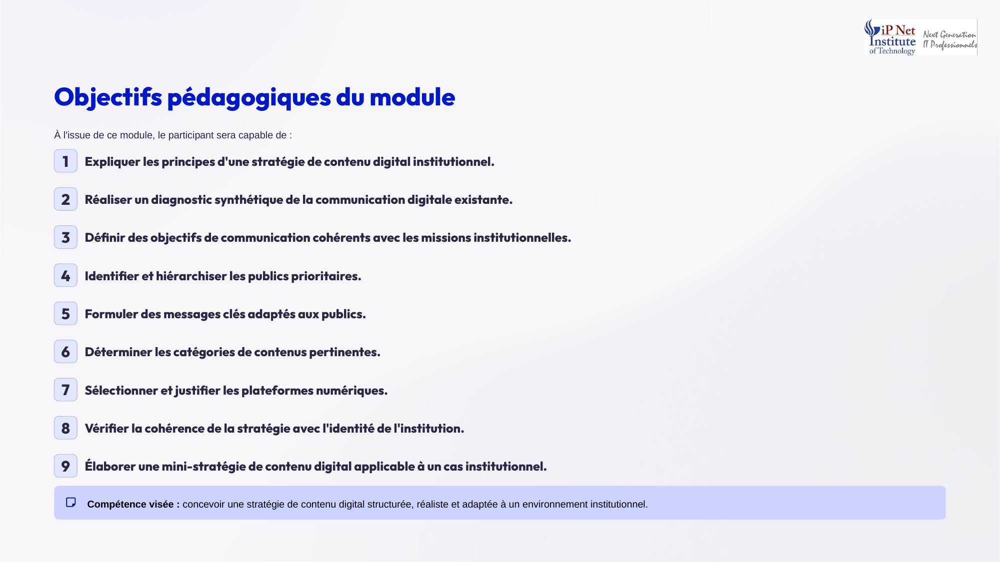 iP Net
Institute
of Technology
Next Generation
IT Professionnels
Objectifs pédagogiques du module
À l'issue de ce module, le participant sera capable de :
1 Expliquer les principes d'une stratégie de contenu digital institutionnel.
2 Réaliser un diagnostic synthétique de la communication digitale existante.
3 Définir des objectifs de communication cohérents avec les missions institutionnelles.
4 Identifier et hiérarchiser les publics prioritaires.
5 Formuler des messages clés adaptés aux publics.
6 Déterminer les catégories de contenus pertinentes.
7 Sélectionner et justifier les plateformes numériques.
8 Vérifier la cohérence de la stratégie avec l'identité de l'institution.
9 Élaborer une mini-stratégie de contenu digital applicable à un cas institutionnel.
Compétence visée : concevoir une stratégie de contenu digital structurée, réaliste et adaptée à un environnement institutionnel.